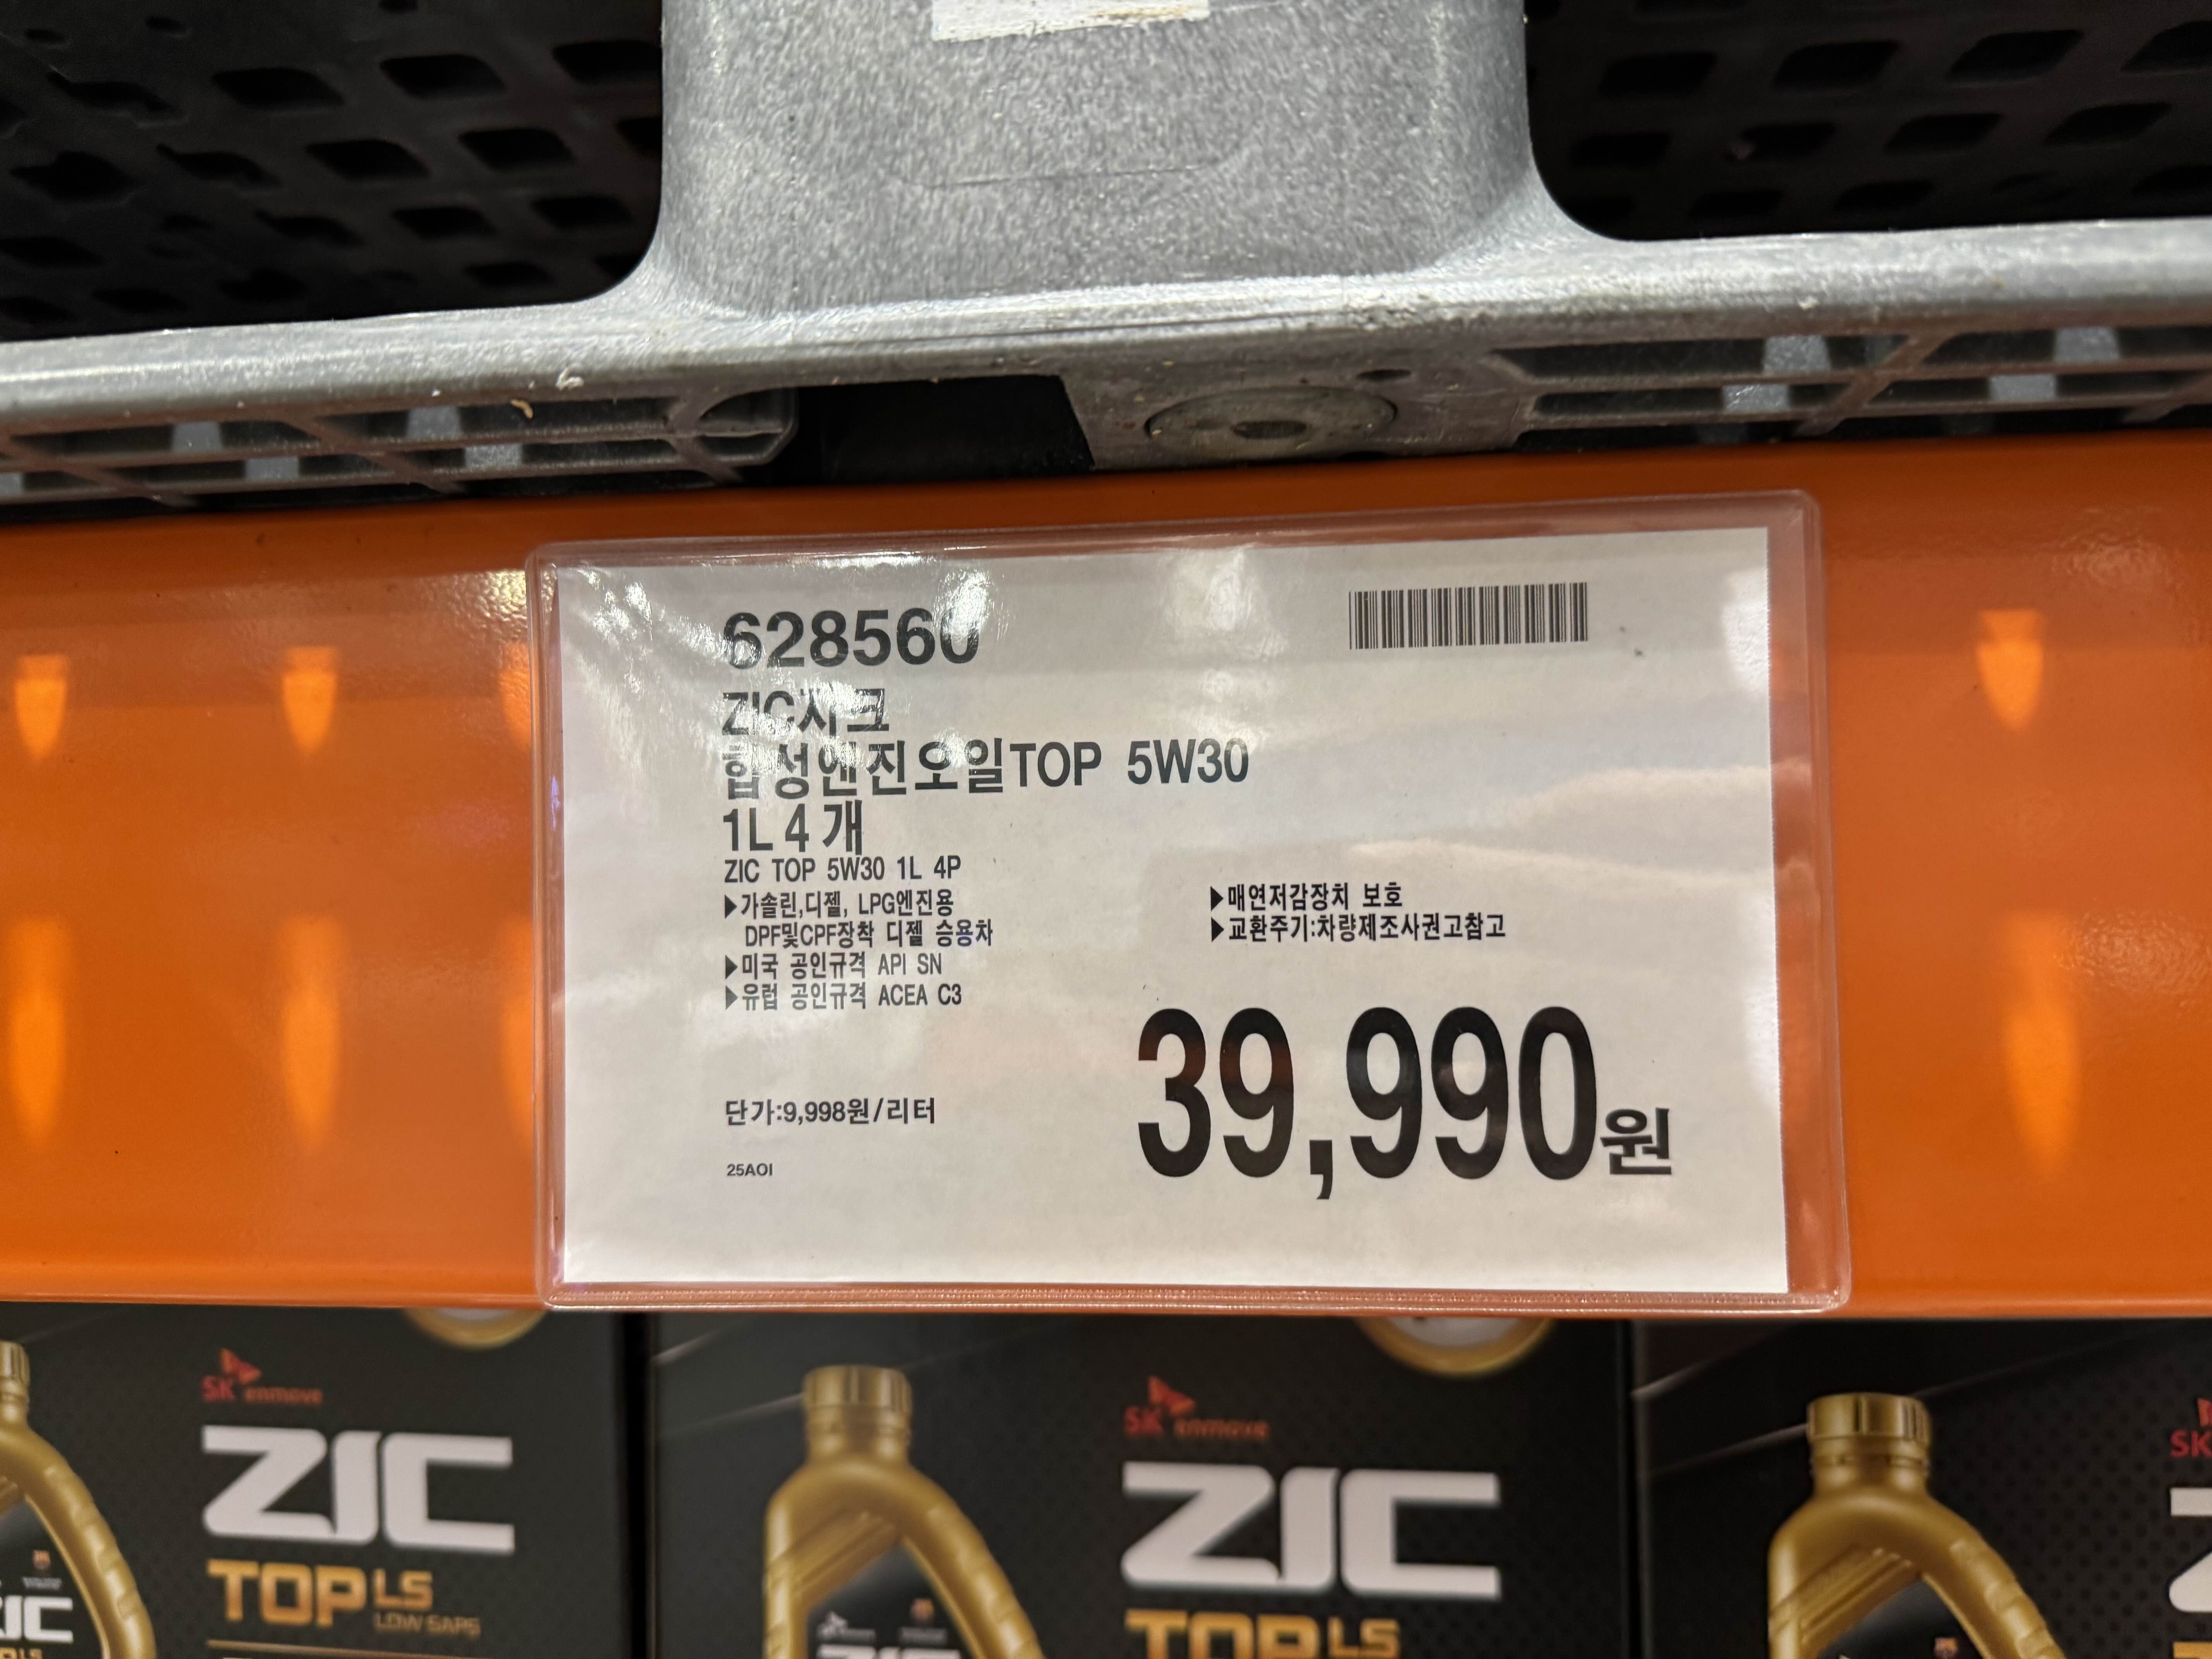 628560
ZIC지크
합성엔진오일TOP 5W30
1L 4 개
ZIC TOP 5W30 1L 4P
▶가솔린,디젤, LPG엔진용
DPF및CPF장착 디젤 승용차
▶미국 공인규격 API SN
▶유럽 공인규격 ACEA C3
▶매연저감장치 보호
▶교환주기:차량제조사권고참고
단가:9,998원/리터
39,990원
25AOI
SK enmove
ZIC
TOP LS
LOW SAPS
SK enmove
ZIC
TOP LS
SK